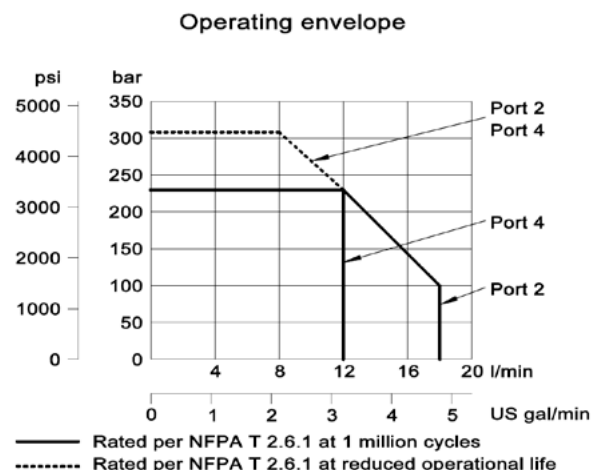 Operating envelope
psi bar
5000 350 Port 2
300 Port 4
4000
250
3000 200 Port 4
150
2000
100 Port 2
1000 50
0 0
4 8 12 16 20 l/min
0 1 2 3 4 5 US gal/min
Rated per NFPA T 2.6.1 at 1 million cycles
Rated per NFPA T 2.6.1 at reduced operational life